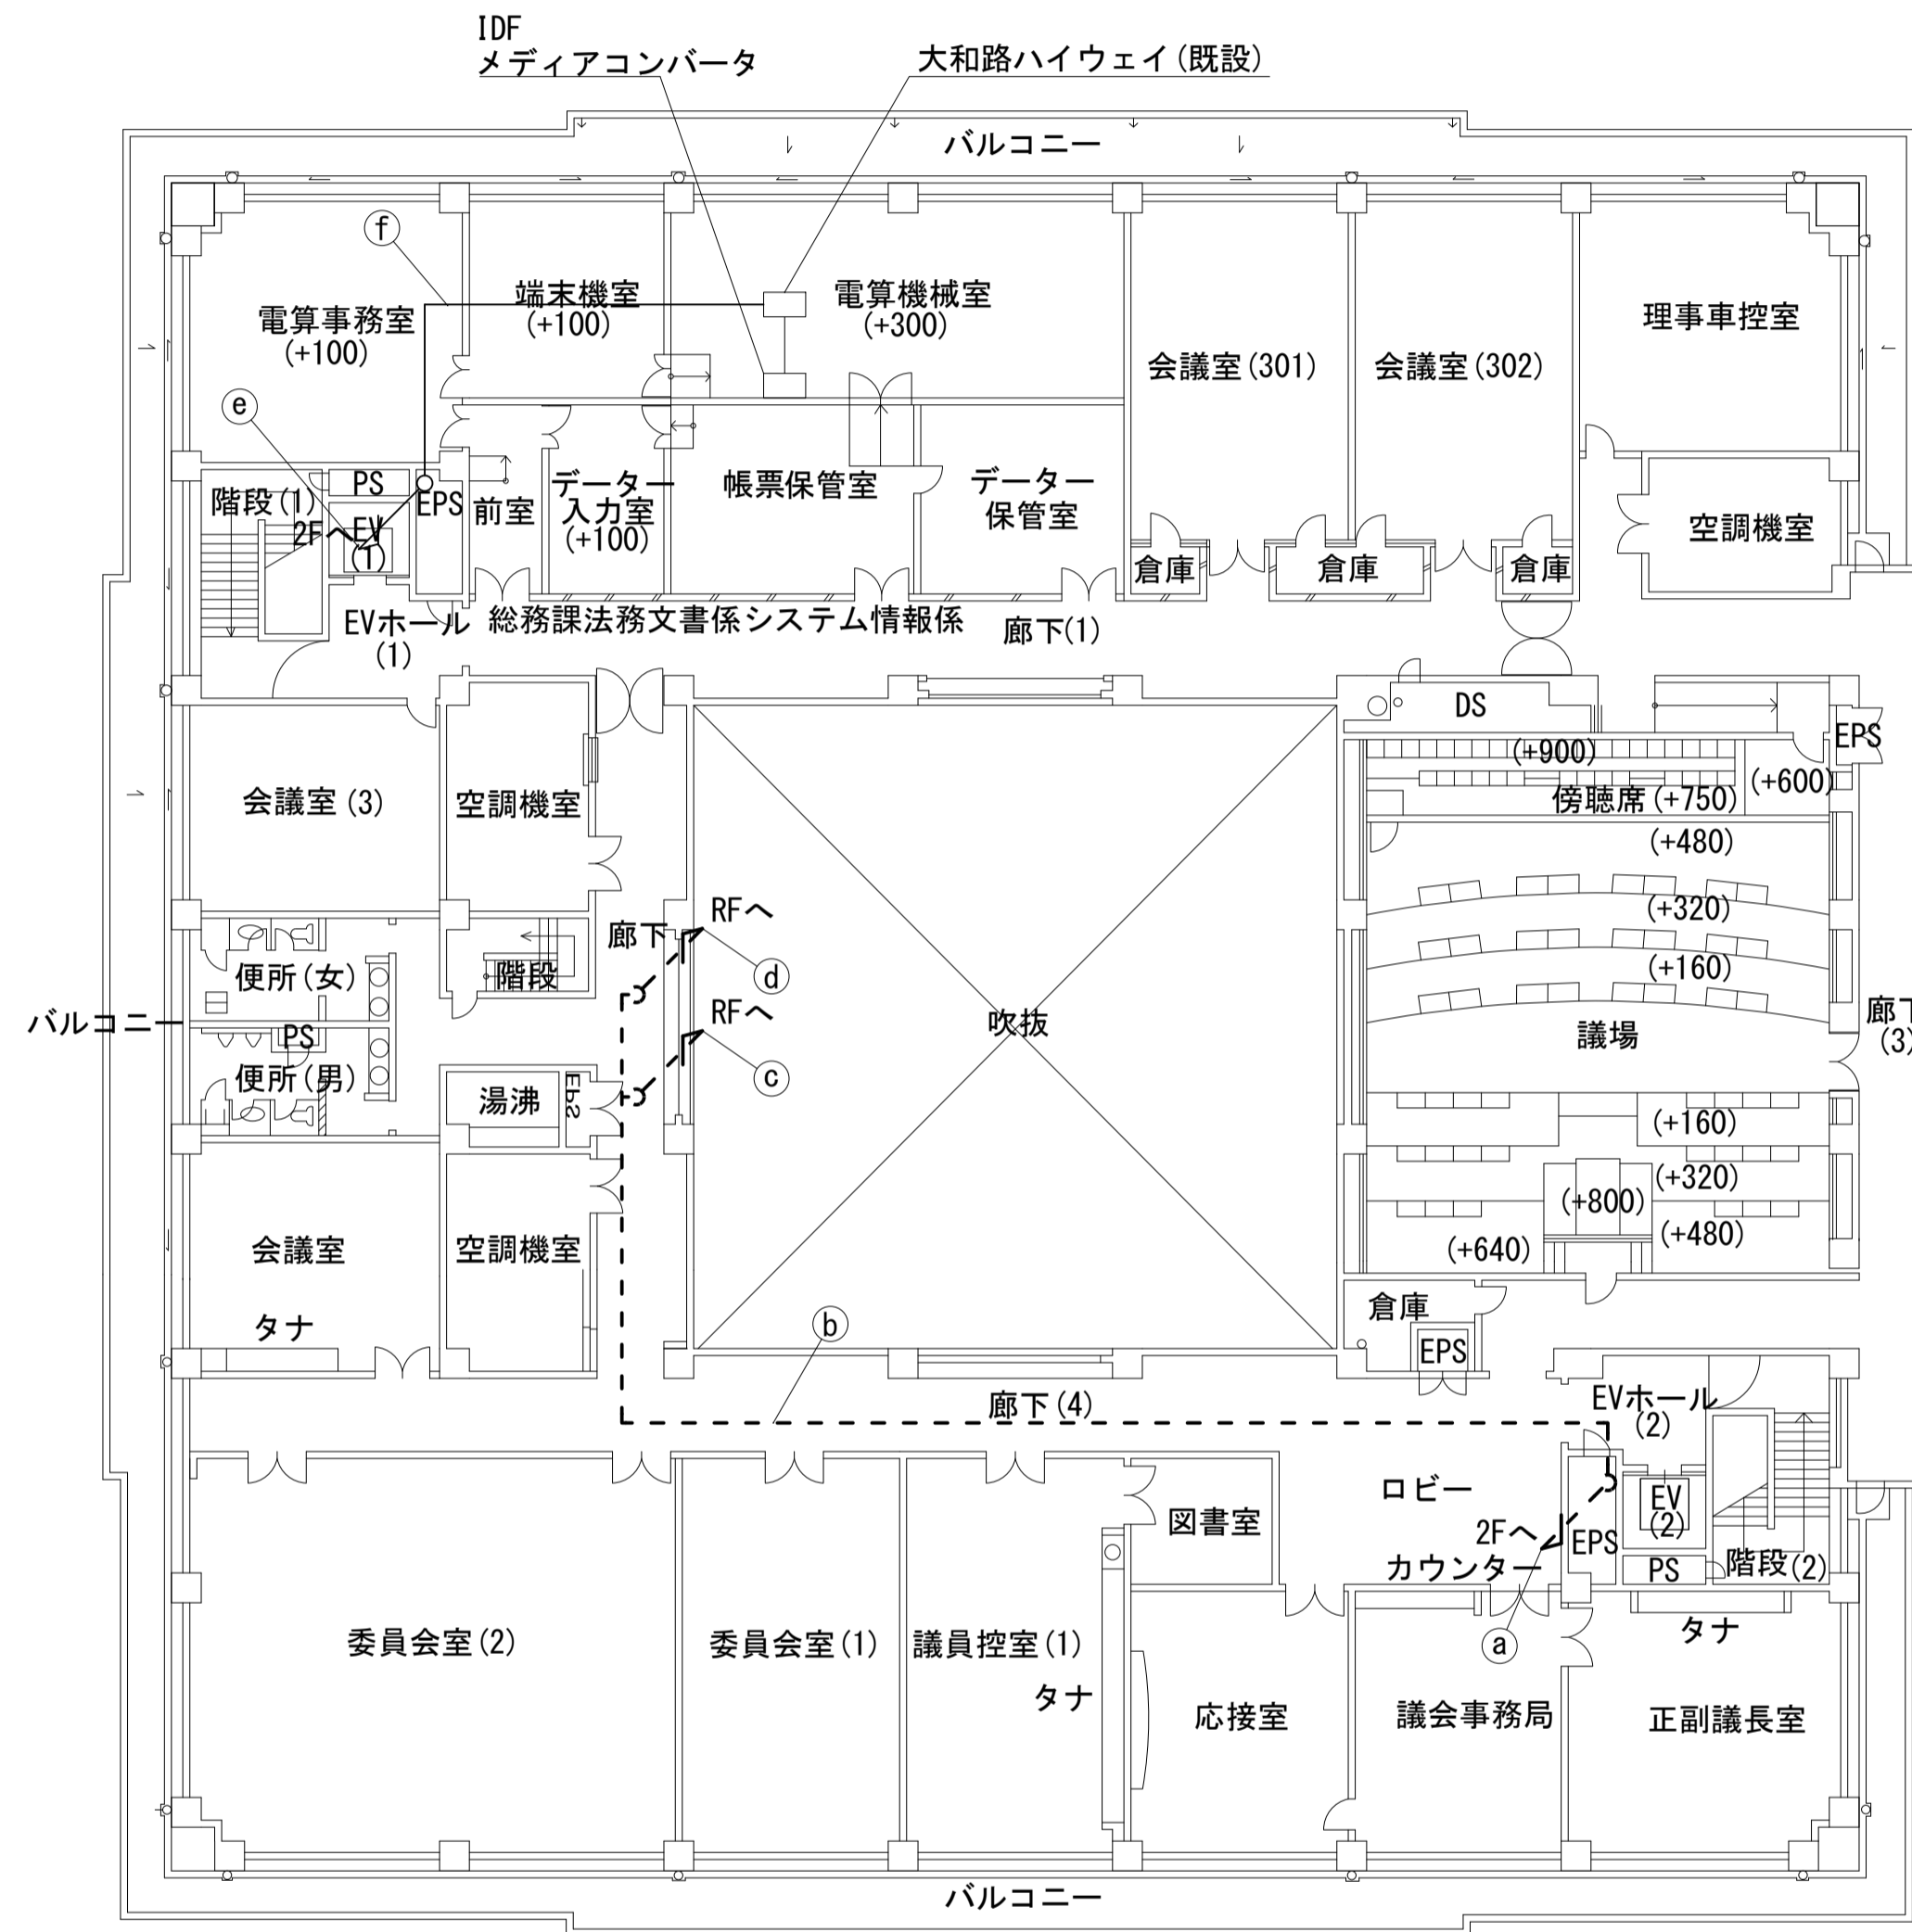 IDF
メディアコンバータ
大和路ハイウェイ(既設)
バルコニー
f
端末機室
(+100)
電算機械室
(+300)
電算事務室
(+100)
理事車控室
会議室(301)
会議室(302)
e
PS
階段(1)
EPS
2Fへ
EV
(1)
前室
データー
入力室
(+100)
帳票保管室
データー
保管室
空調機室
倉庫
倉庫
倉庫
EVホール
(1)
総務課法務文書係システム情報係
廊下(1)
DS
EPS
(+900)
(+600)
傍聴席(+750)
(+480)
会議室(3)
空調機室
RFへ
廊下
(+320)
便所(女)
階段
d
(+160)
RFへ
バルコニー
PS
吹抜
議場
廊下
(3)
便所(男)
c
湯沸
EPS
(+160)
(+320)
(+800)
(+480)
(+640)
会議室
空調機室
タナ
b
倉庫
EPS
廊下(4)
EVホール
(2)
ロビー
EV
(2)
図書室
2Fへ
EPS
カウンター
PS
階段(2)
a
タナ
委員会室(2)
委員会室(1)
議員控室(1)
タナ
応接室
議会事務局
正副議長室
バルコニー